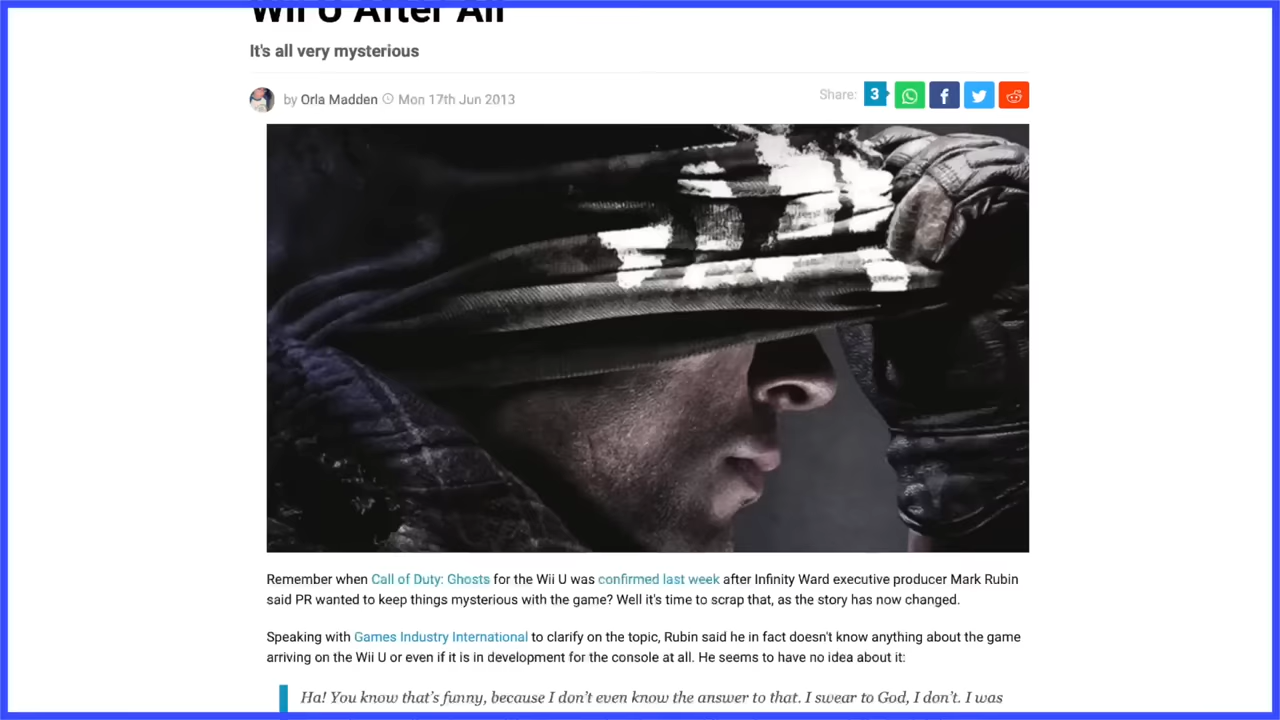 Wii U After All
It's all very mysterious
by Orla Madden Mon 17th Jun 2013
Share: 3
Remember when Call of Duty: Ghosts for the Wii U was confirmed last week after Infinity Ward executive producer Mark Rubin
said PR wanted to keep things mysterious with the game? Well it's time to scrap that, as the story has now changed.
Speaking with Games Industry International to clarify on the topic, Rubin said he in fact doesn't know anything about the game
arriving on the Wii U or even if it is in development for the console at all. He seems to have no idea about it:
Ha! You know that's funny, because I don't even know the answer to that. I swear to God, I don't. I was